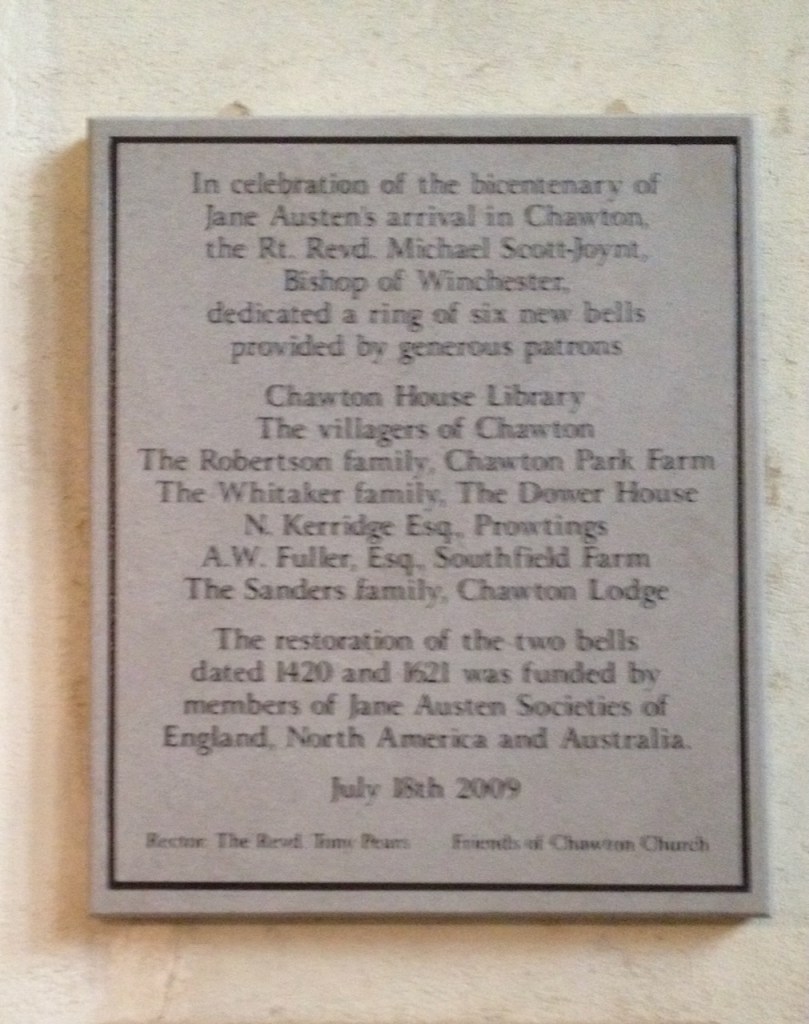 In celebration of the bicentenary of
Jane Austen's arrival in Chawton,
the Rt. Revd. Michael Scott-Joynt,
Bishop of Winchester,
dedicated a ring of six new bells
provided by generous patrons
Chawton House Library
The villagers of Chawton
The Robertson family, Chawton Park Farm
The Whitaker family, The Dower House
N. Kerridge Esq., Prowtings
A.W. Fuller, Esq., Southfield Farm
The Sanders family, Chawton Lodge
The restoration of the two bells
dated 1420 and 1621 was funded by
members of Jane Austen Societies of
England, North America and Australia.
July 18th 2009
Rector: The Revd. Tony Friends of Chawton Church